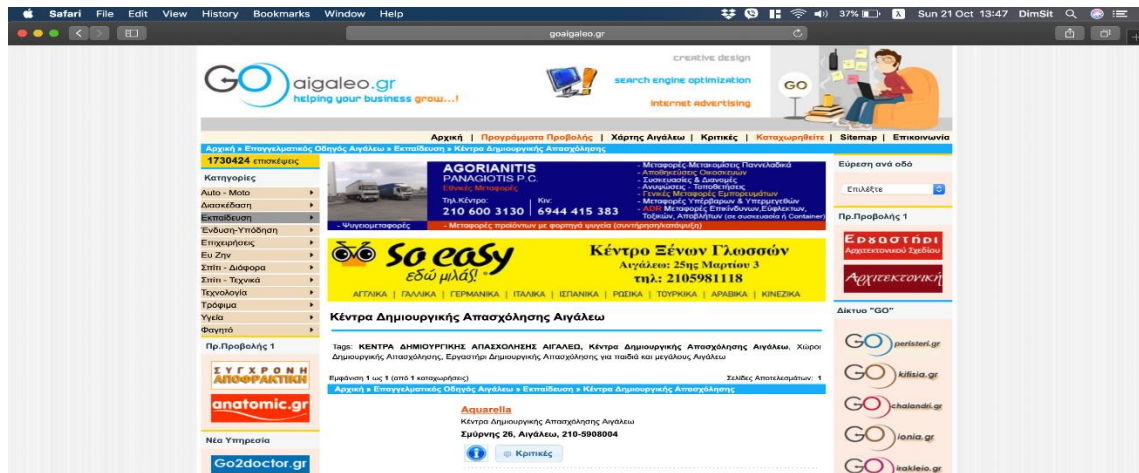 Safari File Edit View History Bookmarks Window Help 37% Sun 21 Oct 13:47 DimSit
goaigaleo.gr
GO aigaleo.gr
helping your business grow...!
creative design
search engine optimization
internet advertising
GO
Αρχική | Προγράμματα Προβολής | Χάρτης Αιγάλεω | Κριτικές | Καταχωρηθείτε | Sitemap | Επικοινωνία
Αρχική » Επαγγελματικός Οδηγός Αιγάλεω » Εκπαίδευση » Κέντρα Δημιουργικής Απασχόλησης
1730424 επισκέψεις
Κατηγορίες
Auto - Moto
Διασκέδαση
Εκπαίδευση
Ένδυση-Υπόδηση
Επιχειρήσεις
Ευ Ζην
Σπίτι - Διάφορα
Σπίτι - Τεχνικά
Τεχνολογία
Τρόφιμα
Υγεία
Φαγητό
Πρ.Προβολής 1
ΣΥΓΧΡΟΝΗ
ΑΠΟΦΡΑΚΤΙΚΗ
anatomic.gr
Νέα Υπηρεσία
Go2doctor.gr
AGORIANITIS
PANAGIOTIS P.C.
Εθνικές Μεταφορές
Τηλ.Κέντρο: Κιν:
210 600 3130 | 6944 415 383
- Μεταφορές-Μετακομίσεις Πανελλαδικά
- Αποθηκεύσεις Οικοσκευών
- Συσκευασίες & Διανομές
- Ανυψώσεις - Τοποθετήσεις
- Γενικές Μεταφορές Εμπορευμάτων
- Μεταφορές Υπέρβαρων & Υπερμεγεθών
- ADR Μεταφορές Επικίνδυνων,Εύφλεκτων,
Τοξικών, Αποβλήτων (σε συσκευασία ή Container)
- Ψυγειομεταφορές - Μεταφορές προϊόντων με φορτηγά ψυγεία (συντήρηση/κατάψυξη)
So easy
εδώ μιλάς!
Κέντρο Ξένων Γλωσσών
Αιγάλεω: 25ης Μαρτίου 3
τηλ: 2105981118
ΑΓΓΛΙΚΑ | ΓΑΛΛΙΚΑ | ΓΕΡΜΑΝΙΚΑ | ΙΤΑΛΙΚΑ | ΙΣΠΑΝΙΚΑ | ΡΩΣΙΚΑ | ΤΟΥΡΚΙΚΑ | ΑΡΑΒΙΚΑ | ΚΙΝΕΖΙΚΑ
Κέντρα Δημιουργικής Απασχόλησης Αιγάλεω
Tags: ΚΕΝΤΡΑ ΔΗΜΙΟΥΡΓΙΚΗΣ ΑΠΑΣΧΟΛΗΣΗΣ ΑΙΓΑΛΕΩ, Κέντρα Δημιουργικής Απασχόλησης Αιγάλεω, Χώροι
Δημιουργικής Απασχόλησης, Εργαστήρι Δημιουργικής Απασχόλησης για παιδιά και μεγάλους Αιγάλεω
Εμφάνιση 1 ως 1 (από 1 καταχωρήσεις) Σελίδες Αποτελεσμάτων: 1
Αρχική » Επαγγελματικός Οδηγός Αιγάλεω » Εκπαίδευση » Κέντρα Δημιουργικής Απασχόλησης
Aquarella
Κέντρα Δημιουργικής Απασχόλησης Αιγάλεω
Σμύρνης 26, Αιγάλεω, 210-5908004
Κριτικές
Εύρεση ανά οδό
Επιλέξτε
Πρ.Προβολής 1
Εργαστήρι
Αρχιτεκτονικού Σχεδίου
Αρχιτεκτονική
Δίκτυο "GO"
GO peristeri.gr
GO kifisia.gr
GO chalandri.gr
GO ionia.gr
GO irakleio.gr